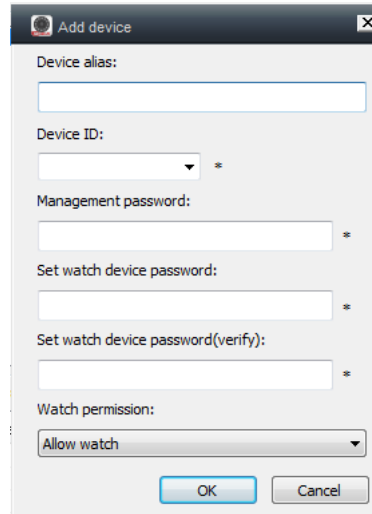 Add device
Device alias:
Device ID:
*
Management password:
*
Set watch device password:
*
Set watch device password(verify):
*
Watch permission:
Allow watch
OK Cancel